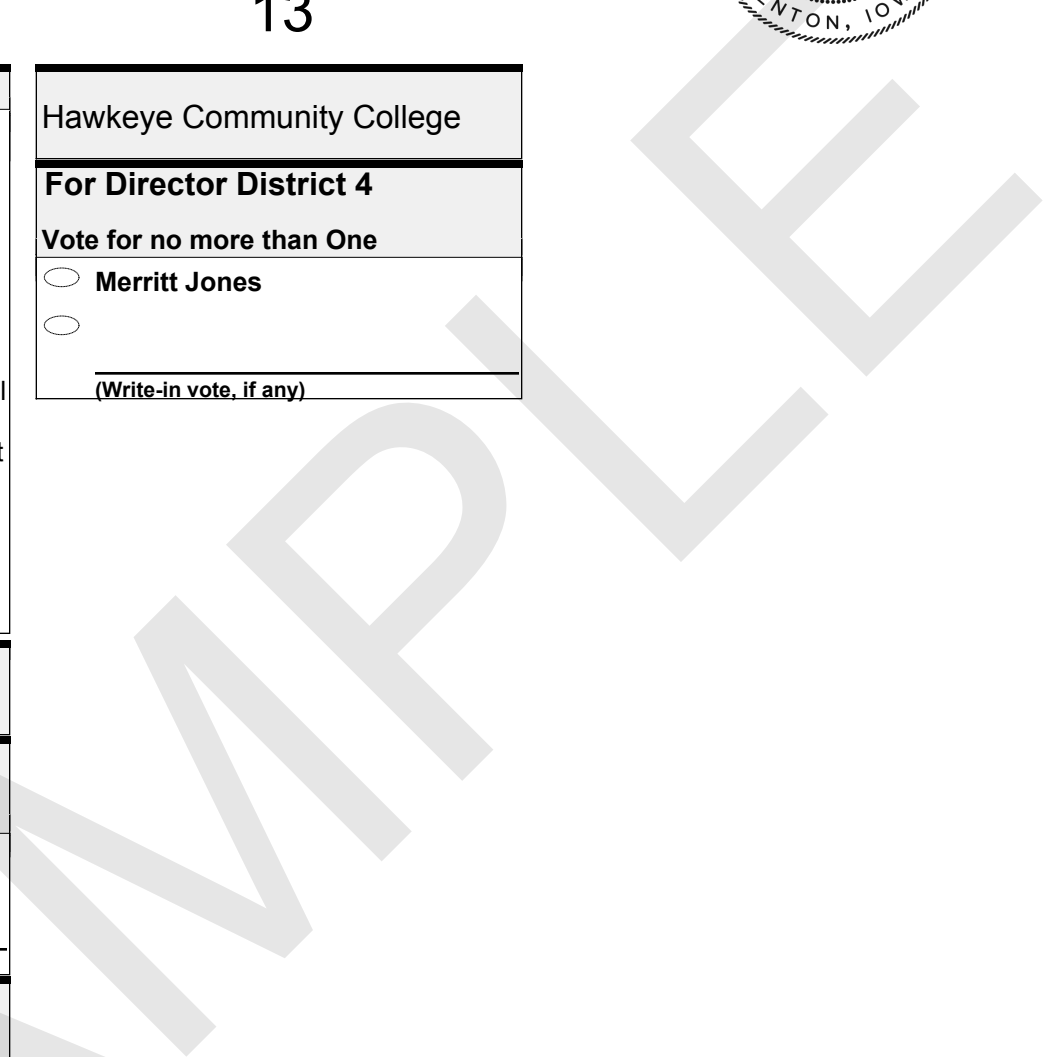 13
Hawkeye Community College
For Director District 4
Vote for no more than One
Merritt Jones
(Write-in vote, if any)